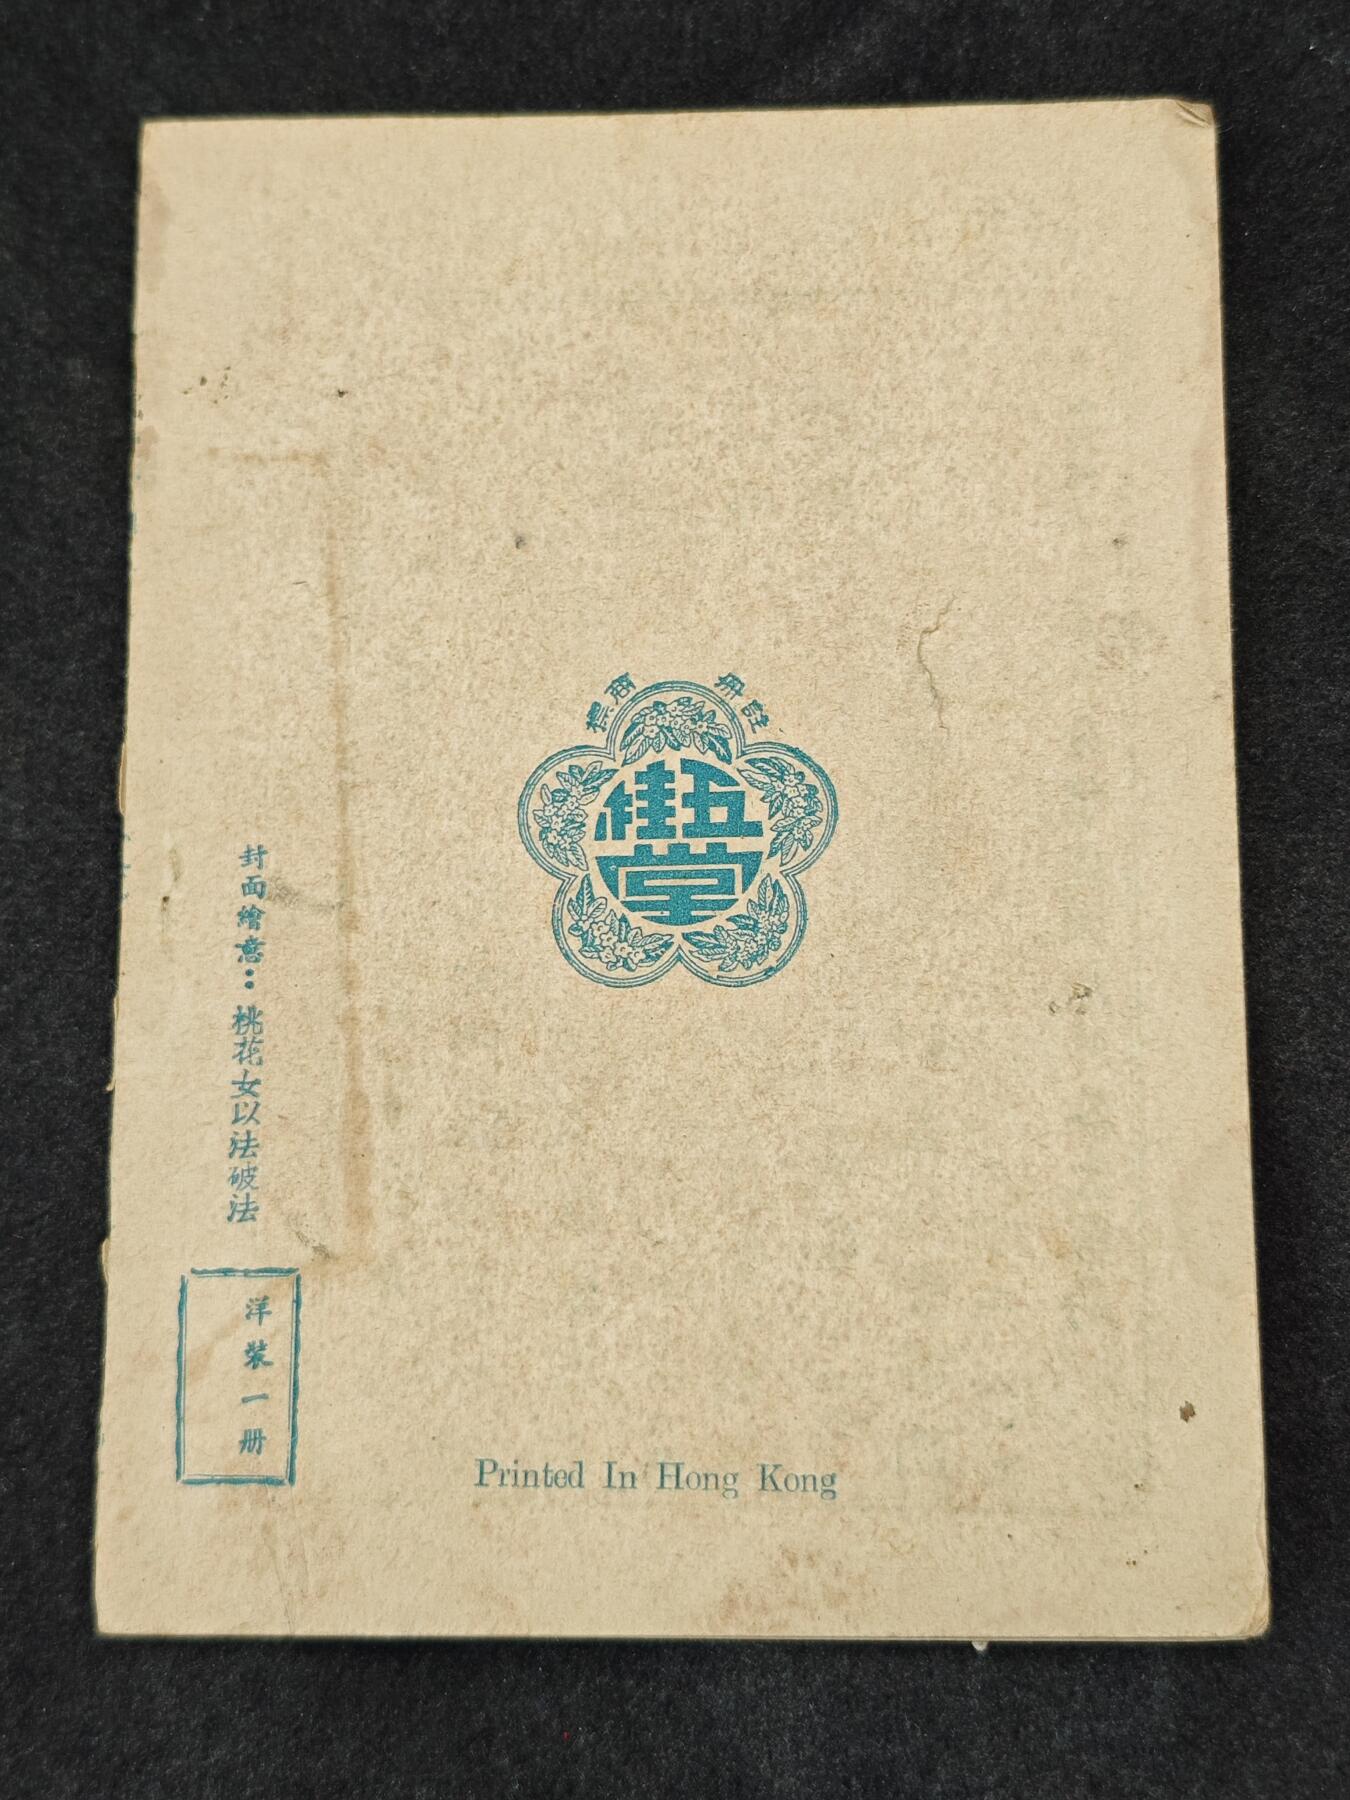 註冊商標
五桂堂
封面繪意：桃花女以法破法
洋裝一册
Printed In Hong Kong